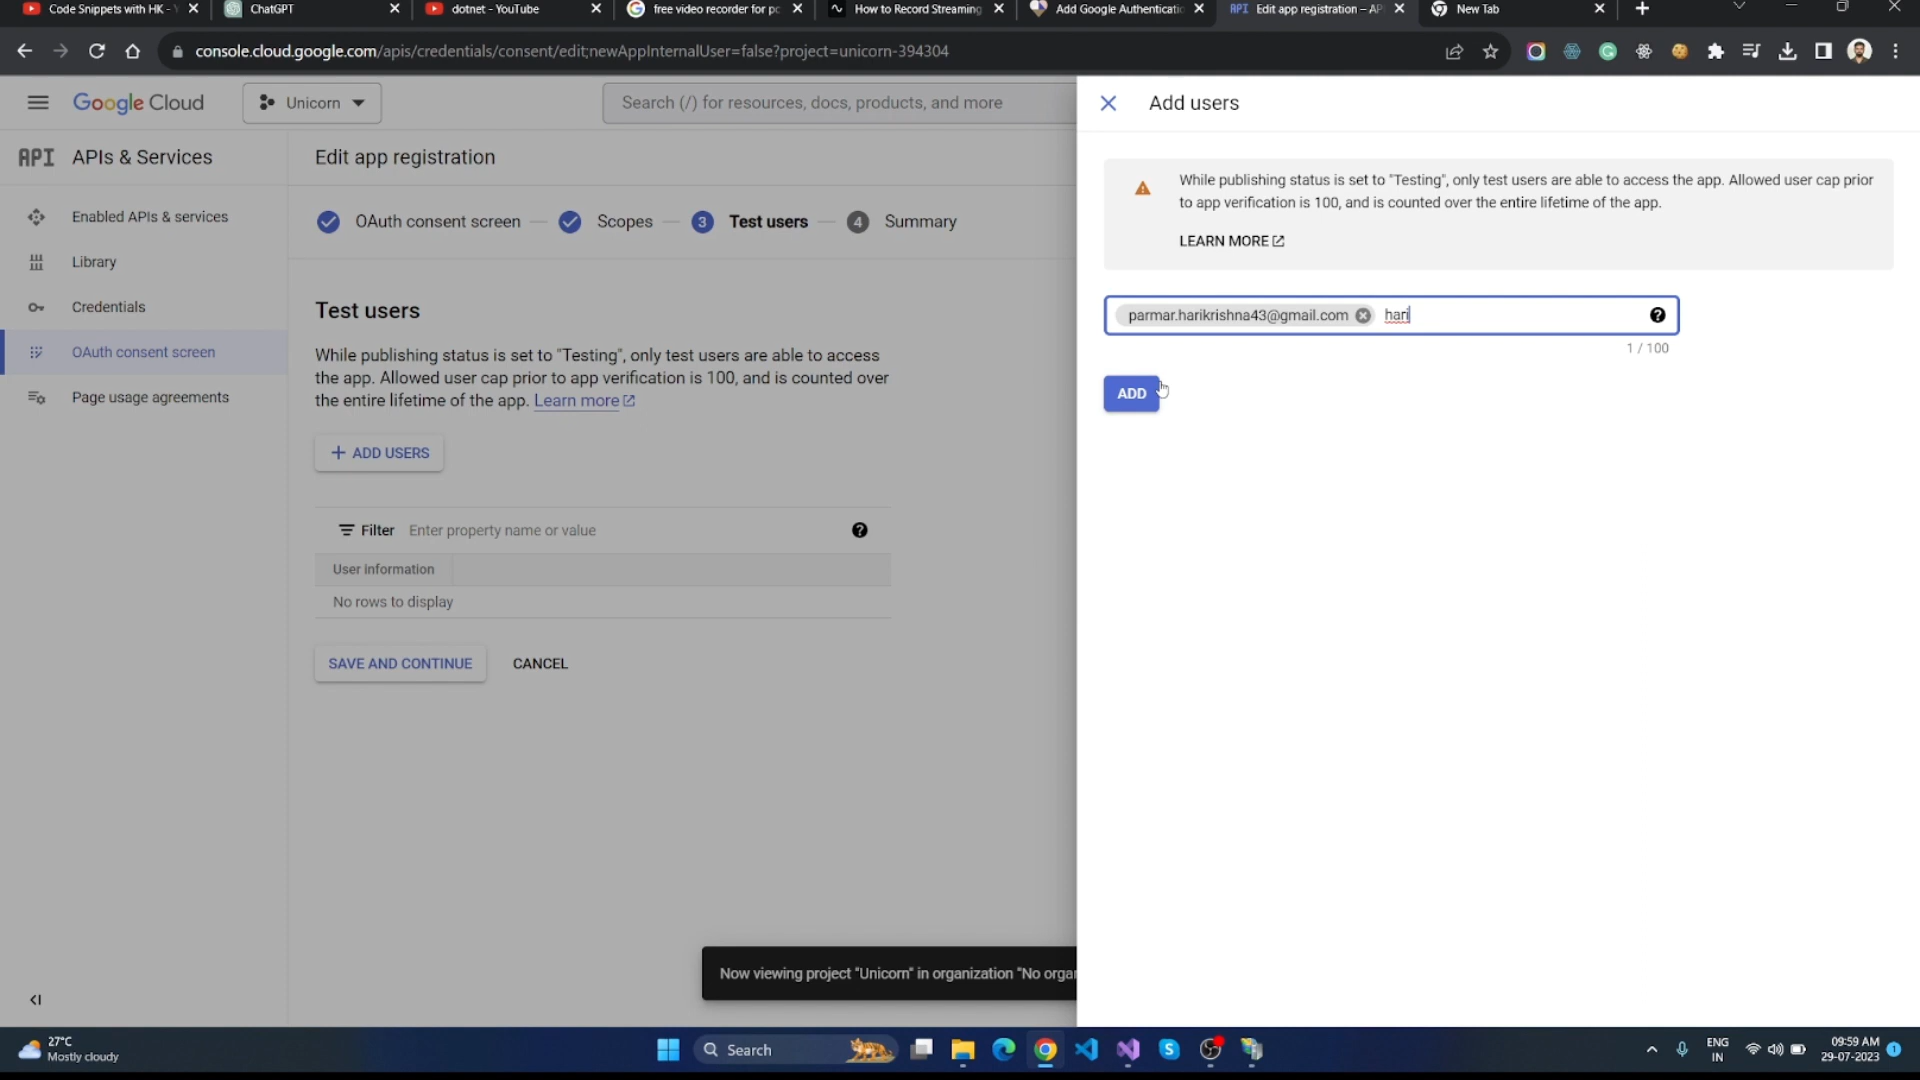 Code Snippets with HK -
ChatGPT
dotnet - YouTube
free video recorder for pc
How to Record Streaming
Add Google Authenticati
API Edit app registration – AP
New Tab
console.cloud.google.com/apis/credentials/consent/edit;newAppInternalUser=false?project=unicorn-394304
Google Cloud
Unicorn
Search (/) for resources, docs, products, and more
API APIs & Services
Enabled APIs & services
Library
Credentials
OAuth consent screen
Page usage agreements
Edit app registration
OAuth consent screen
Scopes
3 Test users
4 Summary
Test users
While publishing status is set to "Testing", only test users are able to access
the app. Allowed user cap prior to app verification is 100, and is counted over
the entire lifetime of the app. Learn more
+ ADD USERS
Filter Enter property name or value
User information
No rows to display
SAVE AND CONTINUE
CANCEL
Now viewing project "Unicorn" in organization "No orga
Add users
While publishing status is set to "Testing", only test users are able to access the app. Allowed user cap prior
to app verification is 100, and is counted over the entire lifetime of the app.
LEARN MORE
parmar.harikrishna43@gmail.com hari
1 / 100
ADD
27°C
Mostly cloudy
Search
ENG
IN
09:59 AM
29-07-2023
1